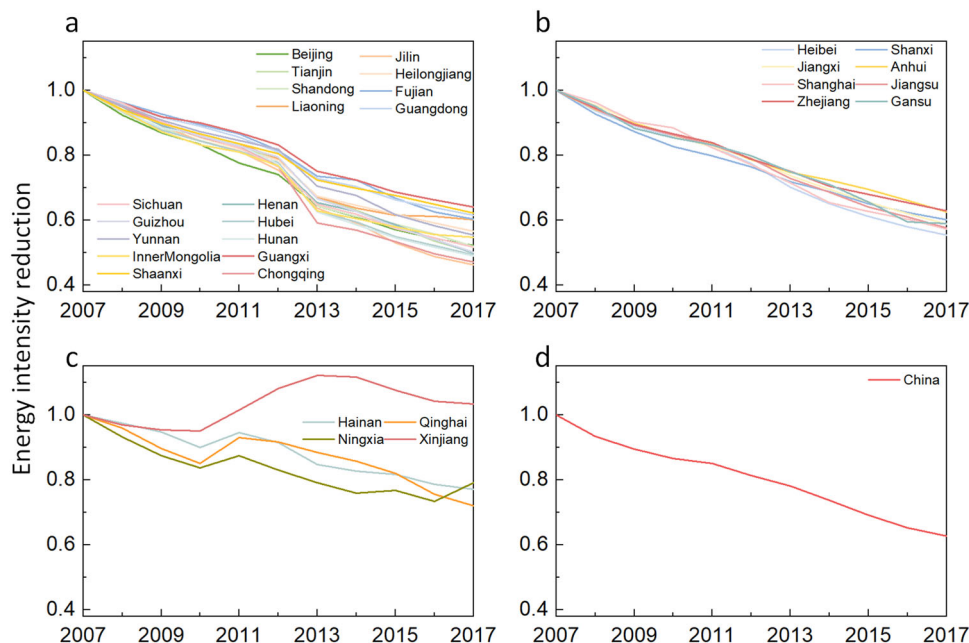 Energy intensity reduction
a
Beijing
Tianjin
Shandong
Liaoning
Jilin
Heilongjiang
Fujian
Guangdong
Sichuan
Guizhou
Yunnan
InnerMongolia
Shaanxi
Henan
Hubei
Hunan
Guangxi
Chongqing
1.0
0.8
0.6
0.4
2007 2009 2011 2013 2015 2017
b
Heibei
Jiangxi
Shanghai
Zhejiang
Shanxi
Anhui
Jiangsu
Gansu
1.0
0.8
0.6
0.4
2007 2009 2011 2013 2015 2017
c
Hainan
Ningxia
Qinghai
Xinjiang
1.0
0.8
0.6
0.4
2007 2009 2011 2013 2015 2017
d
China
1.0
0.8
0.6
0.4
2007 2009 2011 2013 2015 2017